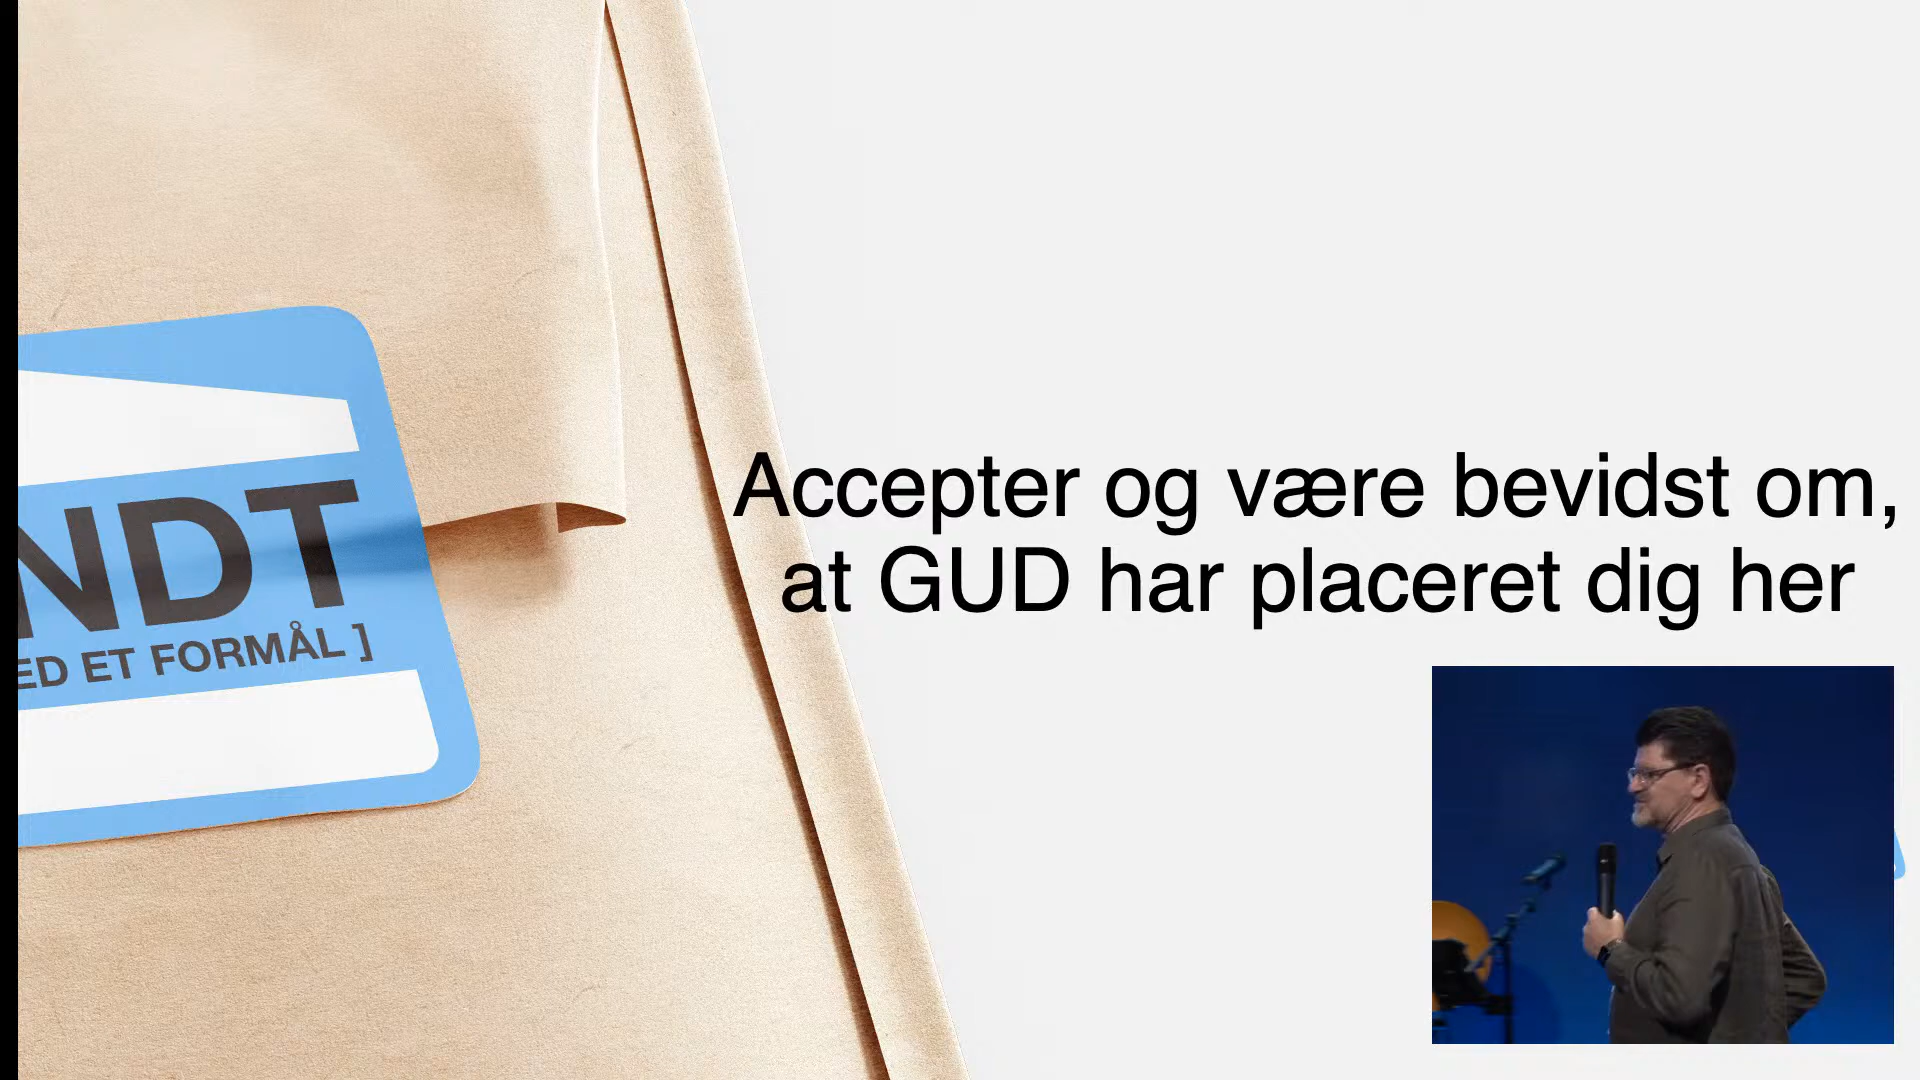 Accepter og være bevidst om,
at GUD har placeret dig her
NDT
ED ET FORMÅL ]